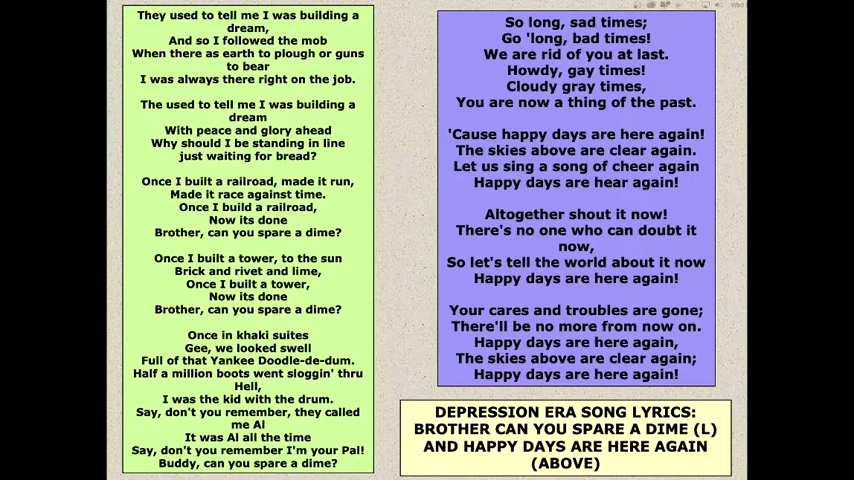 They used to tell me I was building a
dream,
And so I followed the mob
When there as earth to plough or guns
to bear
I was always there right on the job.
The used to tell me I was building a
dream
With peace and glory ahead
Why should I be standing in line
just waiting for bread?
Once I built a railroad, made it run,
Made it race against time.
Once I build a railroad,
Now its done
Brother, can you spare a dime?
Once I built a tower, to the sun
Brick and rivet and lime,
Once I built a tower,
Now its done
Brother, can you spare a dime?
Once in khaki suites
Gee, we looked swell
Full of that Yankee Doodle-de-dum.
Half a million boots went sloggin' thru
Hell,
I was the kid with the drum.
Say, don't you remember, they called
me Al
It was Al all the time
Say, don't you remember I'm your Pal!
Buddy, can you spare a dime?
So long, sad times;
Go 'long, bad times!
We are rid of you at last.
Howdy, gay times!
Cloudy gray times,
You are now a thing of the past.
'Cause happy days are here again!
The skies above are clear again.
Let us sing a song of cheer again
Happy days are hear again!
Altogether shout it now!
There's no one who can doubt it
now,
So let's tell the world about it now
Happy days are here again!
Your cares and troubles are gone;
There'll be no more from now on.
Happy days are here again,
The skies above are clear again;
Happy days are here again!
DEPRESSION ERA SONG LYRICS:
BROTHER CAN YOU SPARE A DIME (L)
AND HAPPY DAYS ARE HERE AGAIN
(ABOVE)